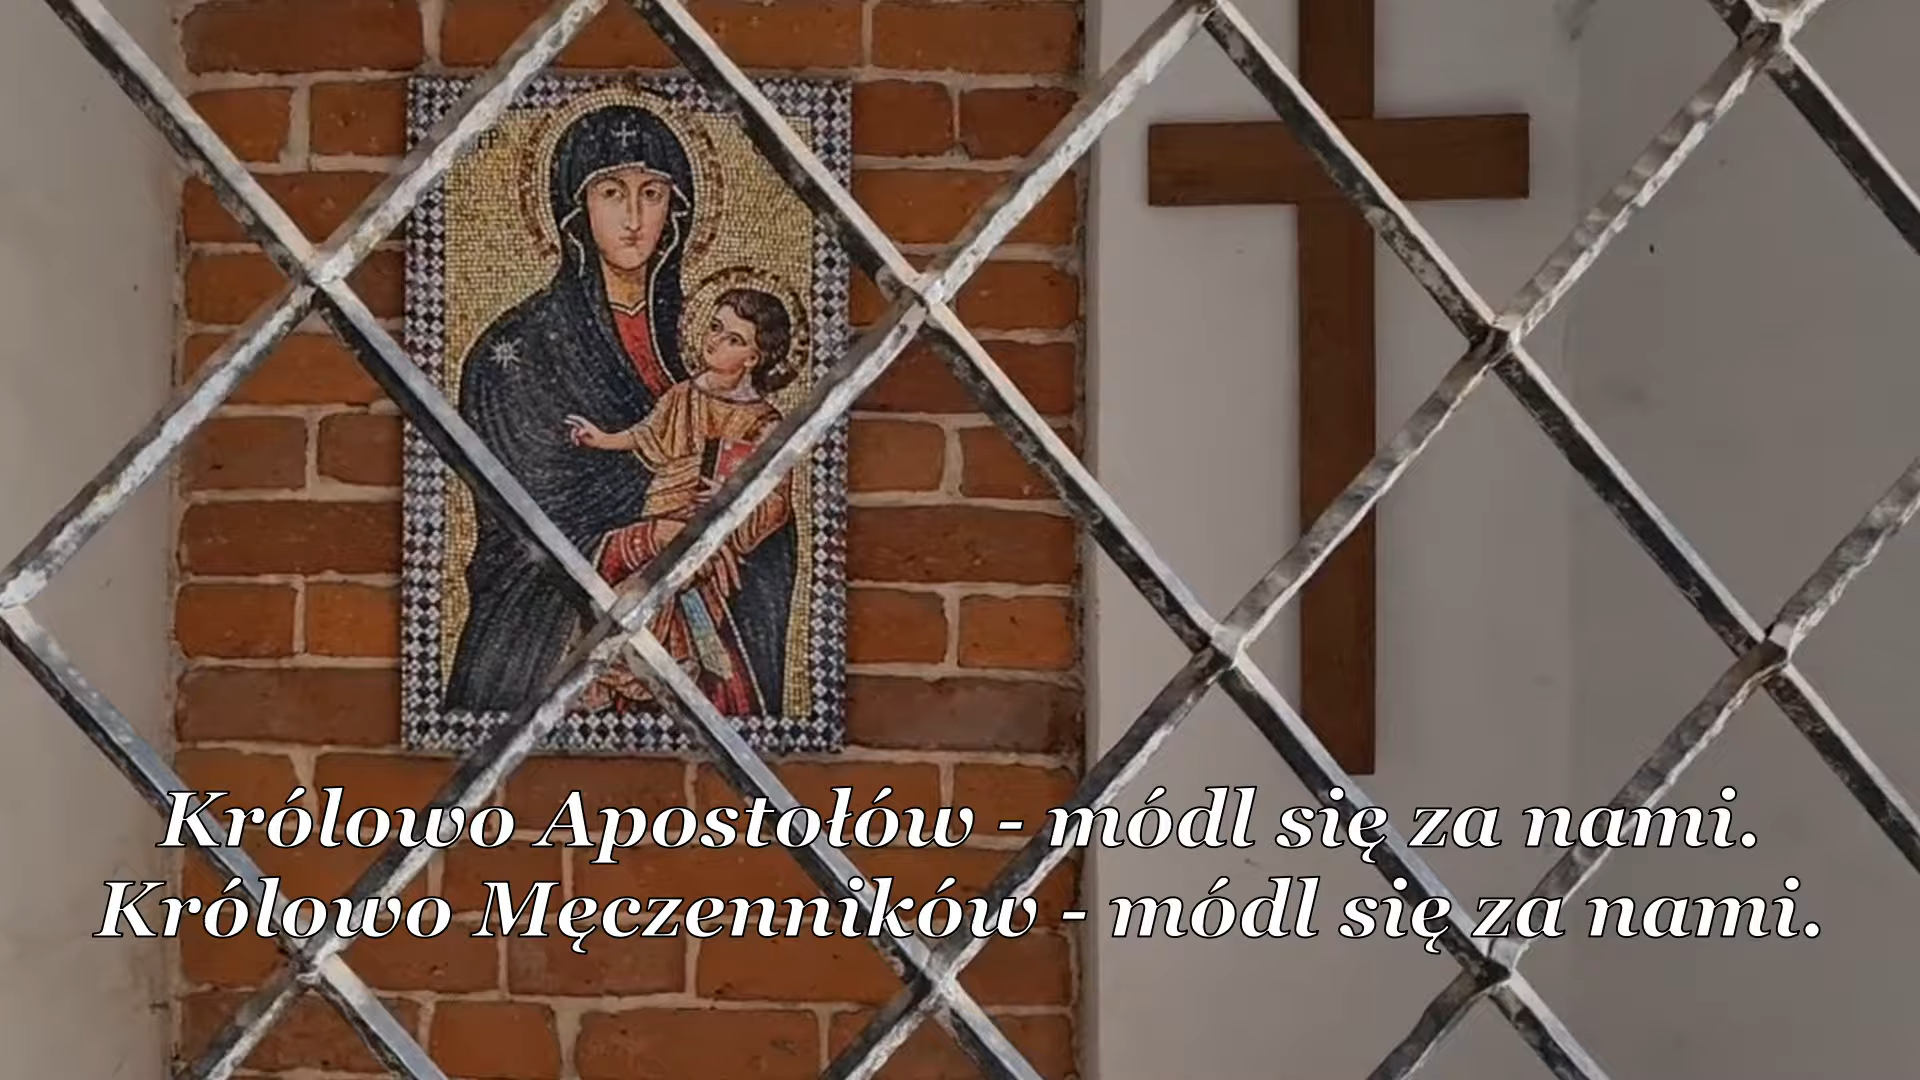 Królowo Apostołów - módl się za nami.
Królowo Męczenników - módl się za nami.